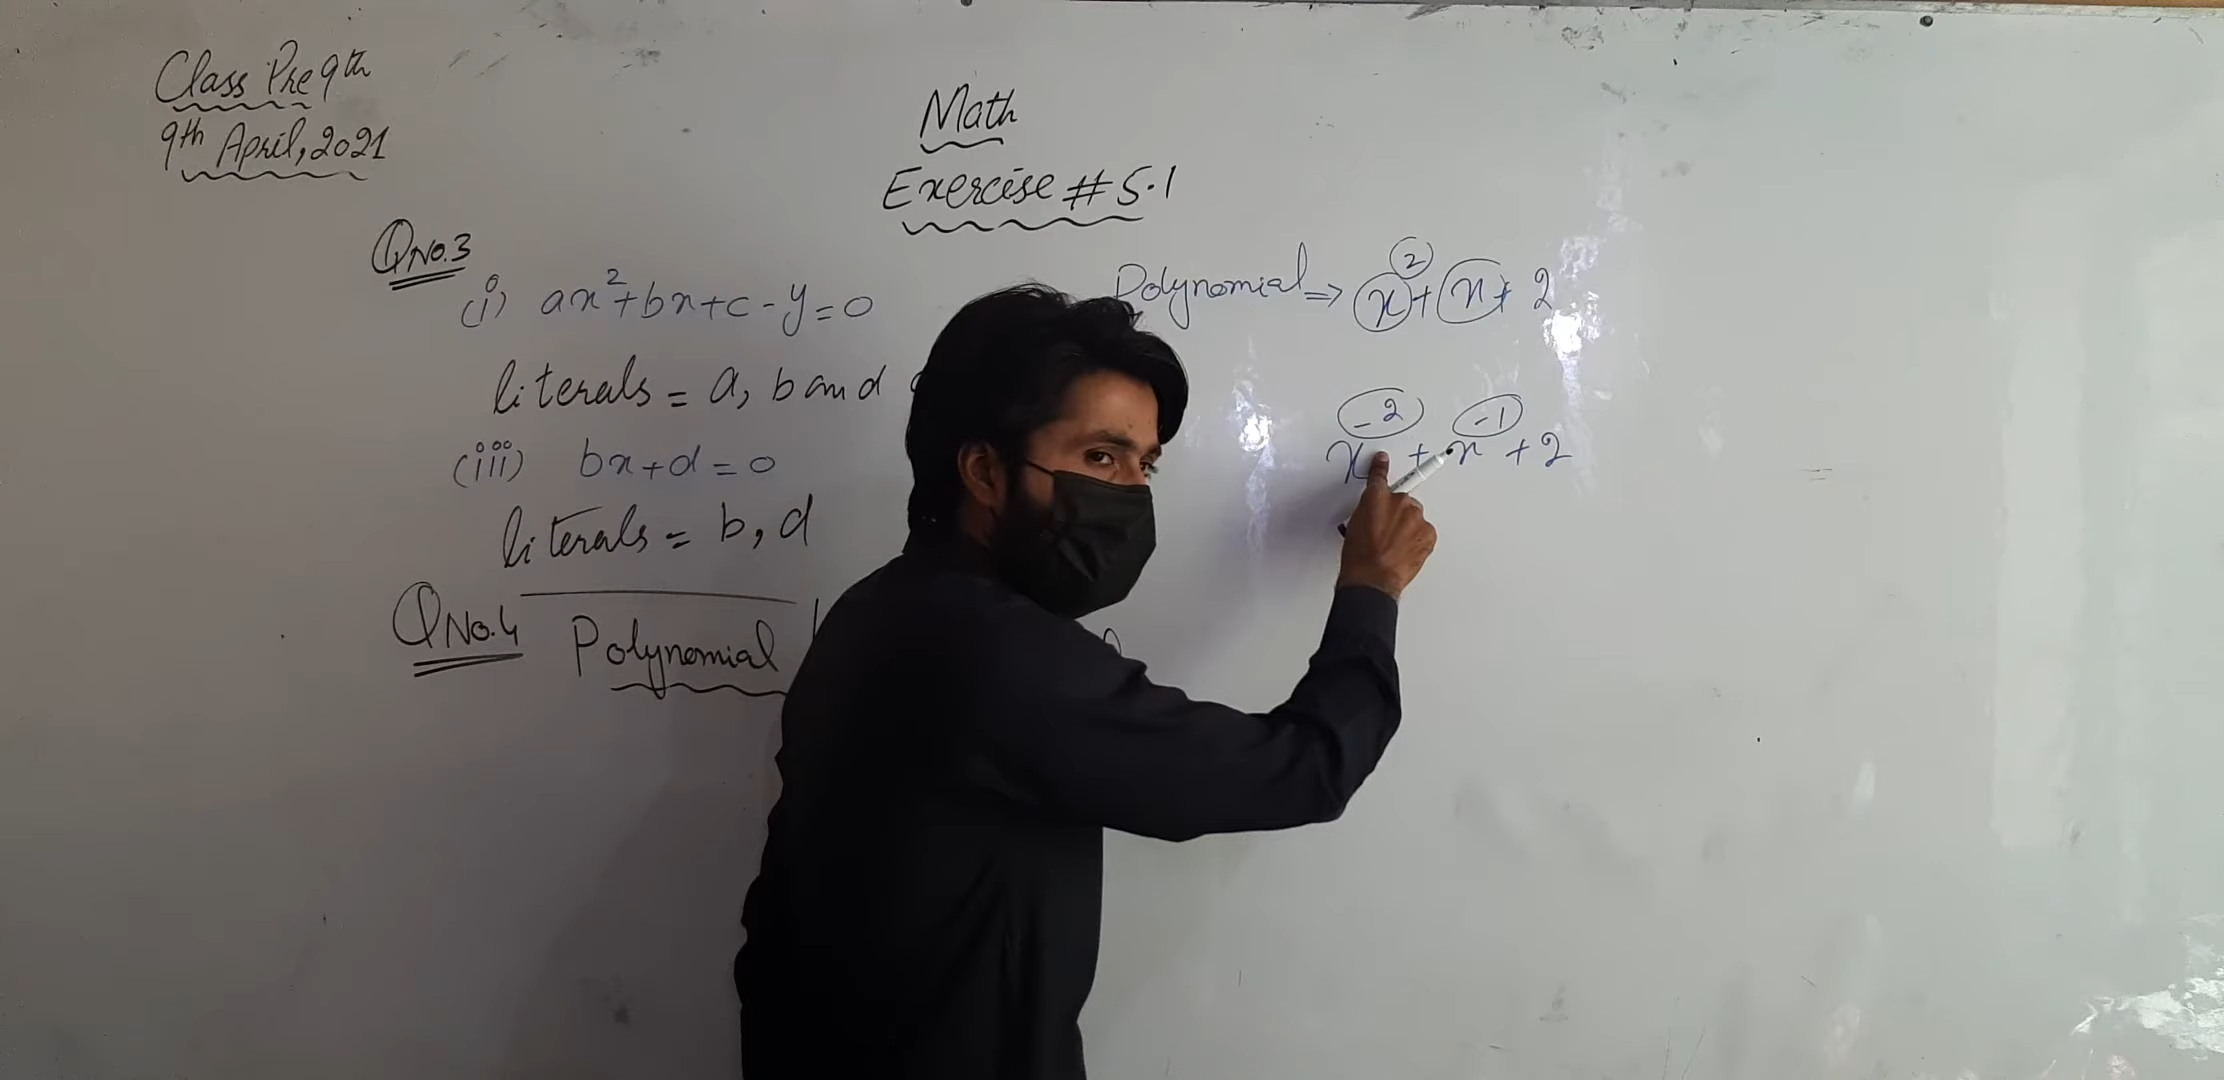 Class Pre 9th
9th April, 2021
Math
Exercise # 5.1
Q No.3
(i) ax²+bx+c-y=0
literals = a, b and
(iii) bx+d=0
literals = b, d
Q No.4
Polynomial
Polynomial => x²+x+2
x⁻²+x⁻¹+2